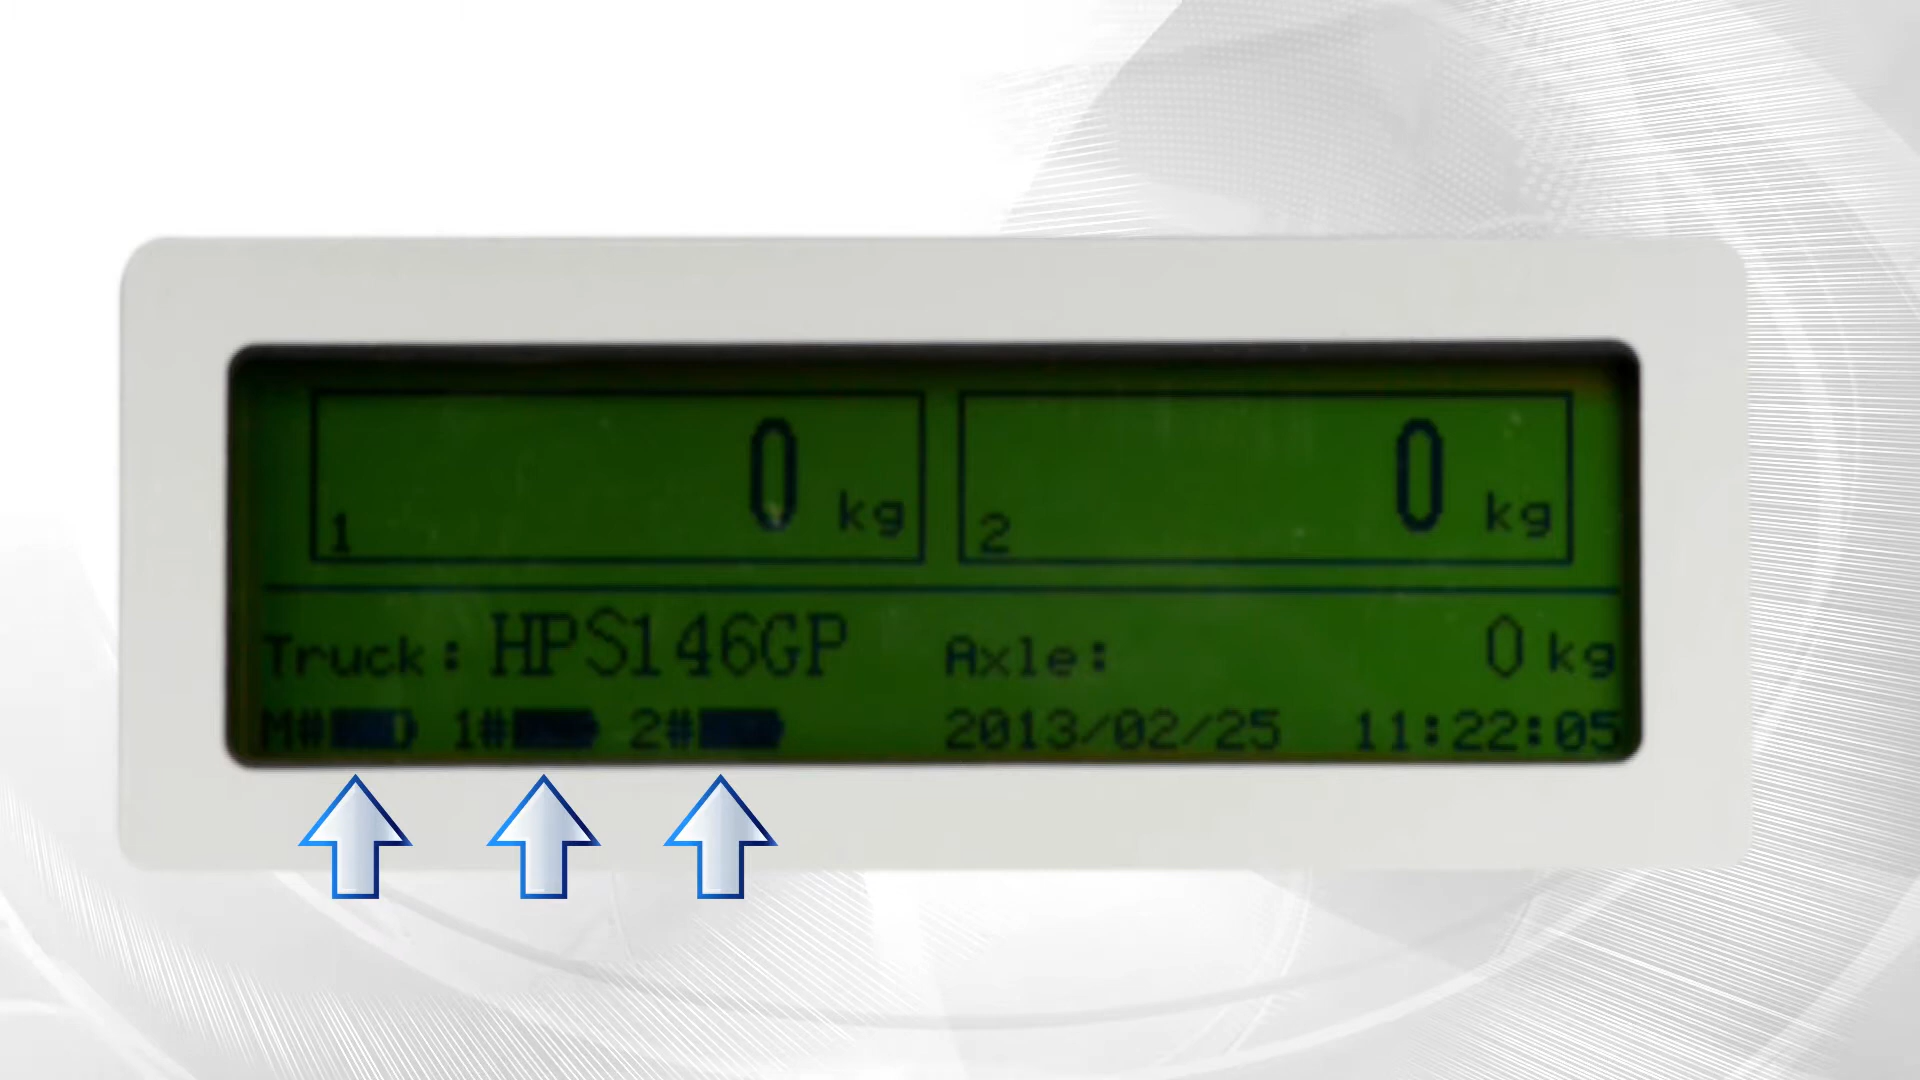 0 kg
1
0 kg
2
Truck: HPS146GP
Axle: 0 kg
M# 1# 2#
2013/02/25 11:22:05